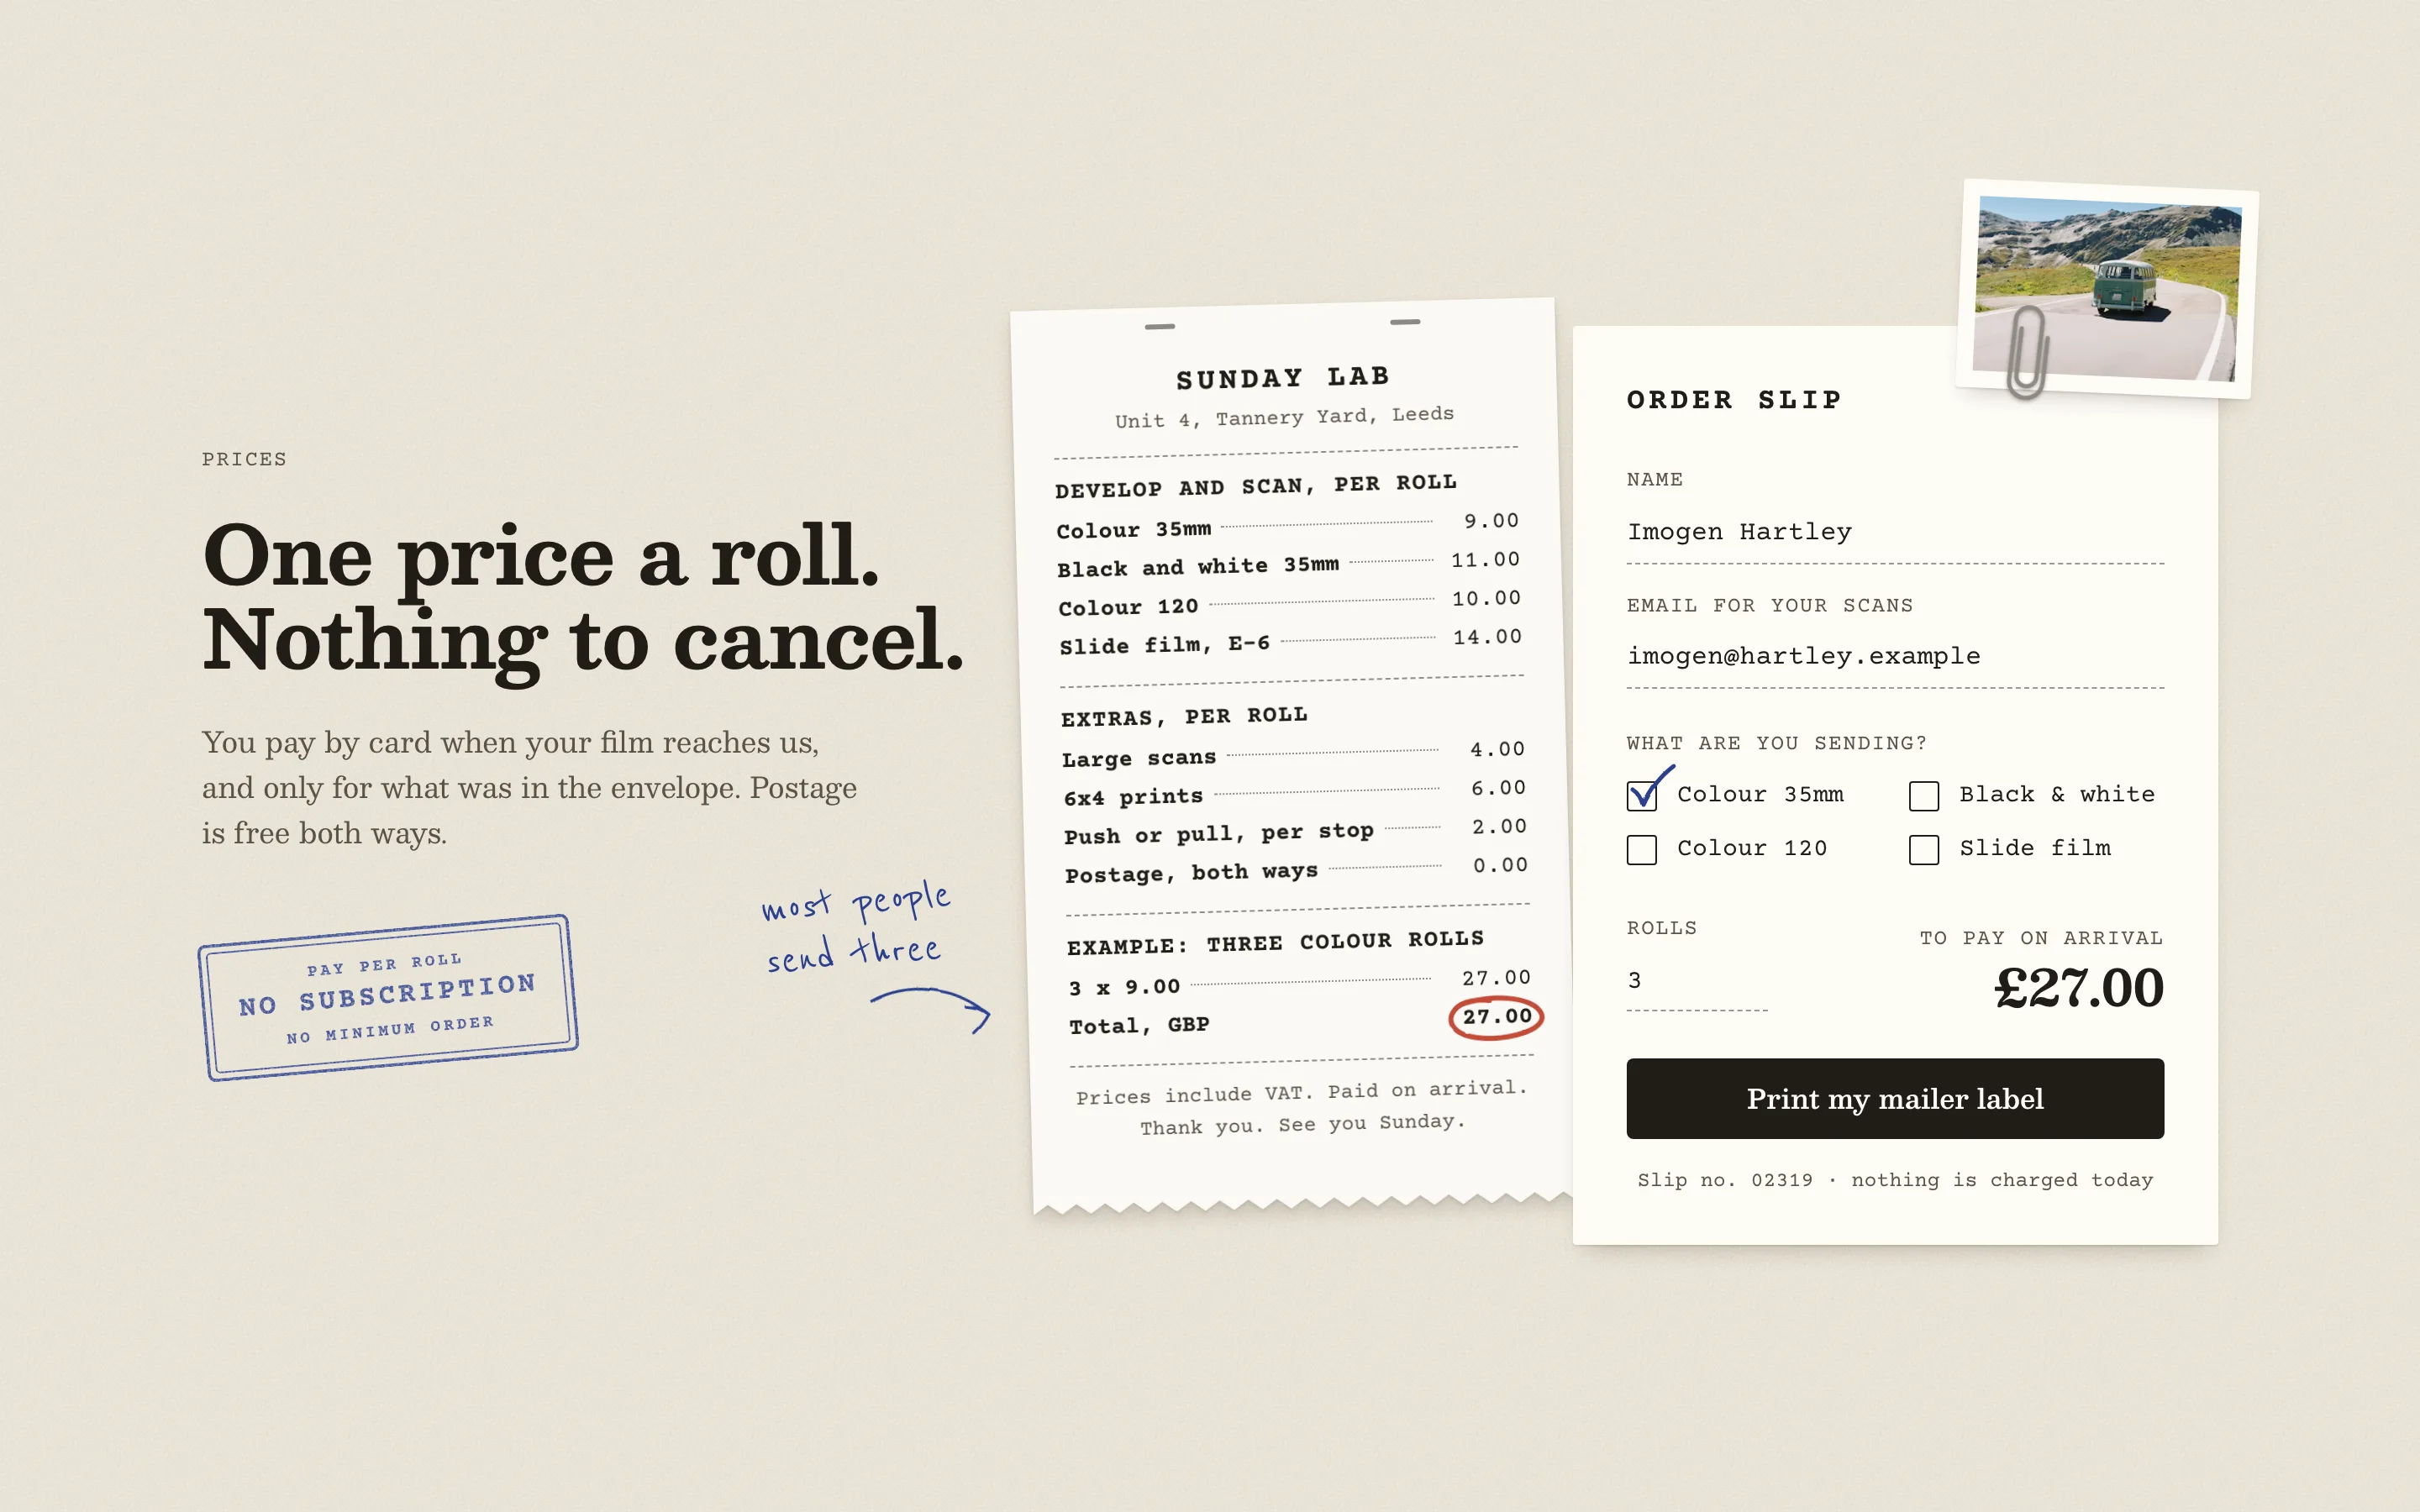 PRICES
One price a roll.
Nothing to cancel.
You pay by card when your film reaches us,
and only for what was in the envelope. Postage
is free both ways.
PAY PER ROLL
NO SUBSCRIPTION
NO MINIMUM ORDER
most people
send three
SUNDAY LAB
Unit 4, Tannery Yard, Leeds
DEVELOP AND SCAN, PER ROLL
Colour 35mm 9.00
Black and white 35mm 11.00
Colour 120 10.00
Slide film, E-6 14.00
EXTRAS, PER ROLL
Large scans 4.00
6x4 prints 6.00
Push or pull, per stop 2.00
Postage, both ways 0.00
EXAMPLE: THREE COLOUR ROLLS
3 x 9.00 27.00
Total, GBP 27.00
Prices include VAT. Paid on arrival.
Thank you. See you Sunday.
ORDER SLIP
NAME
Imogen Hartley
EMAIL FOR YOUR SCANS
imogen@hartley.example
WHAT ARE YOU SENDING?
Colour 35mm Black & white
Colour 120 Slide film
ROLLS
3
TO PAY ON ARRIVAL
£27.00
Print my mailer label
Slip no. 02319 · nothing is charged today